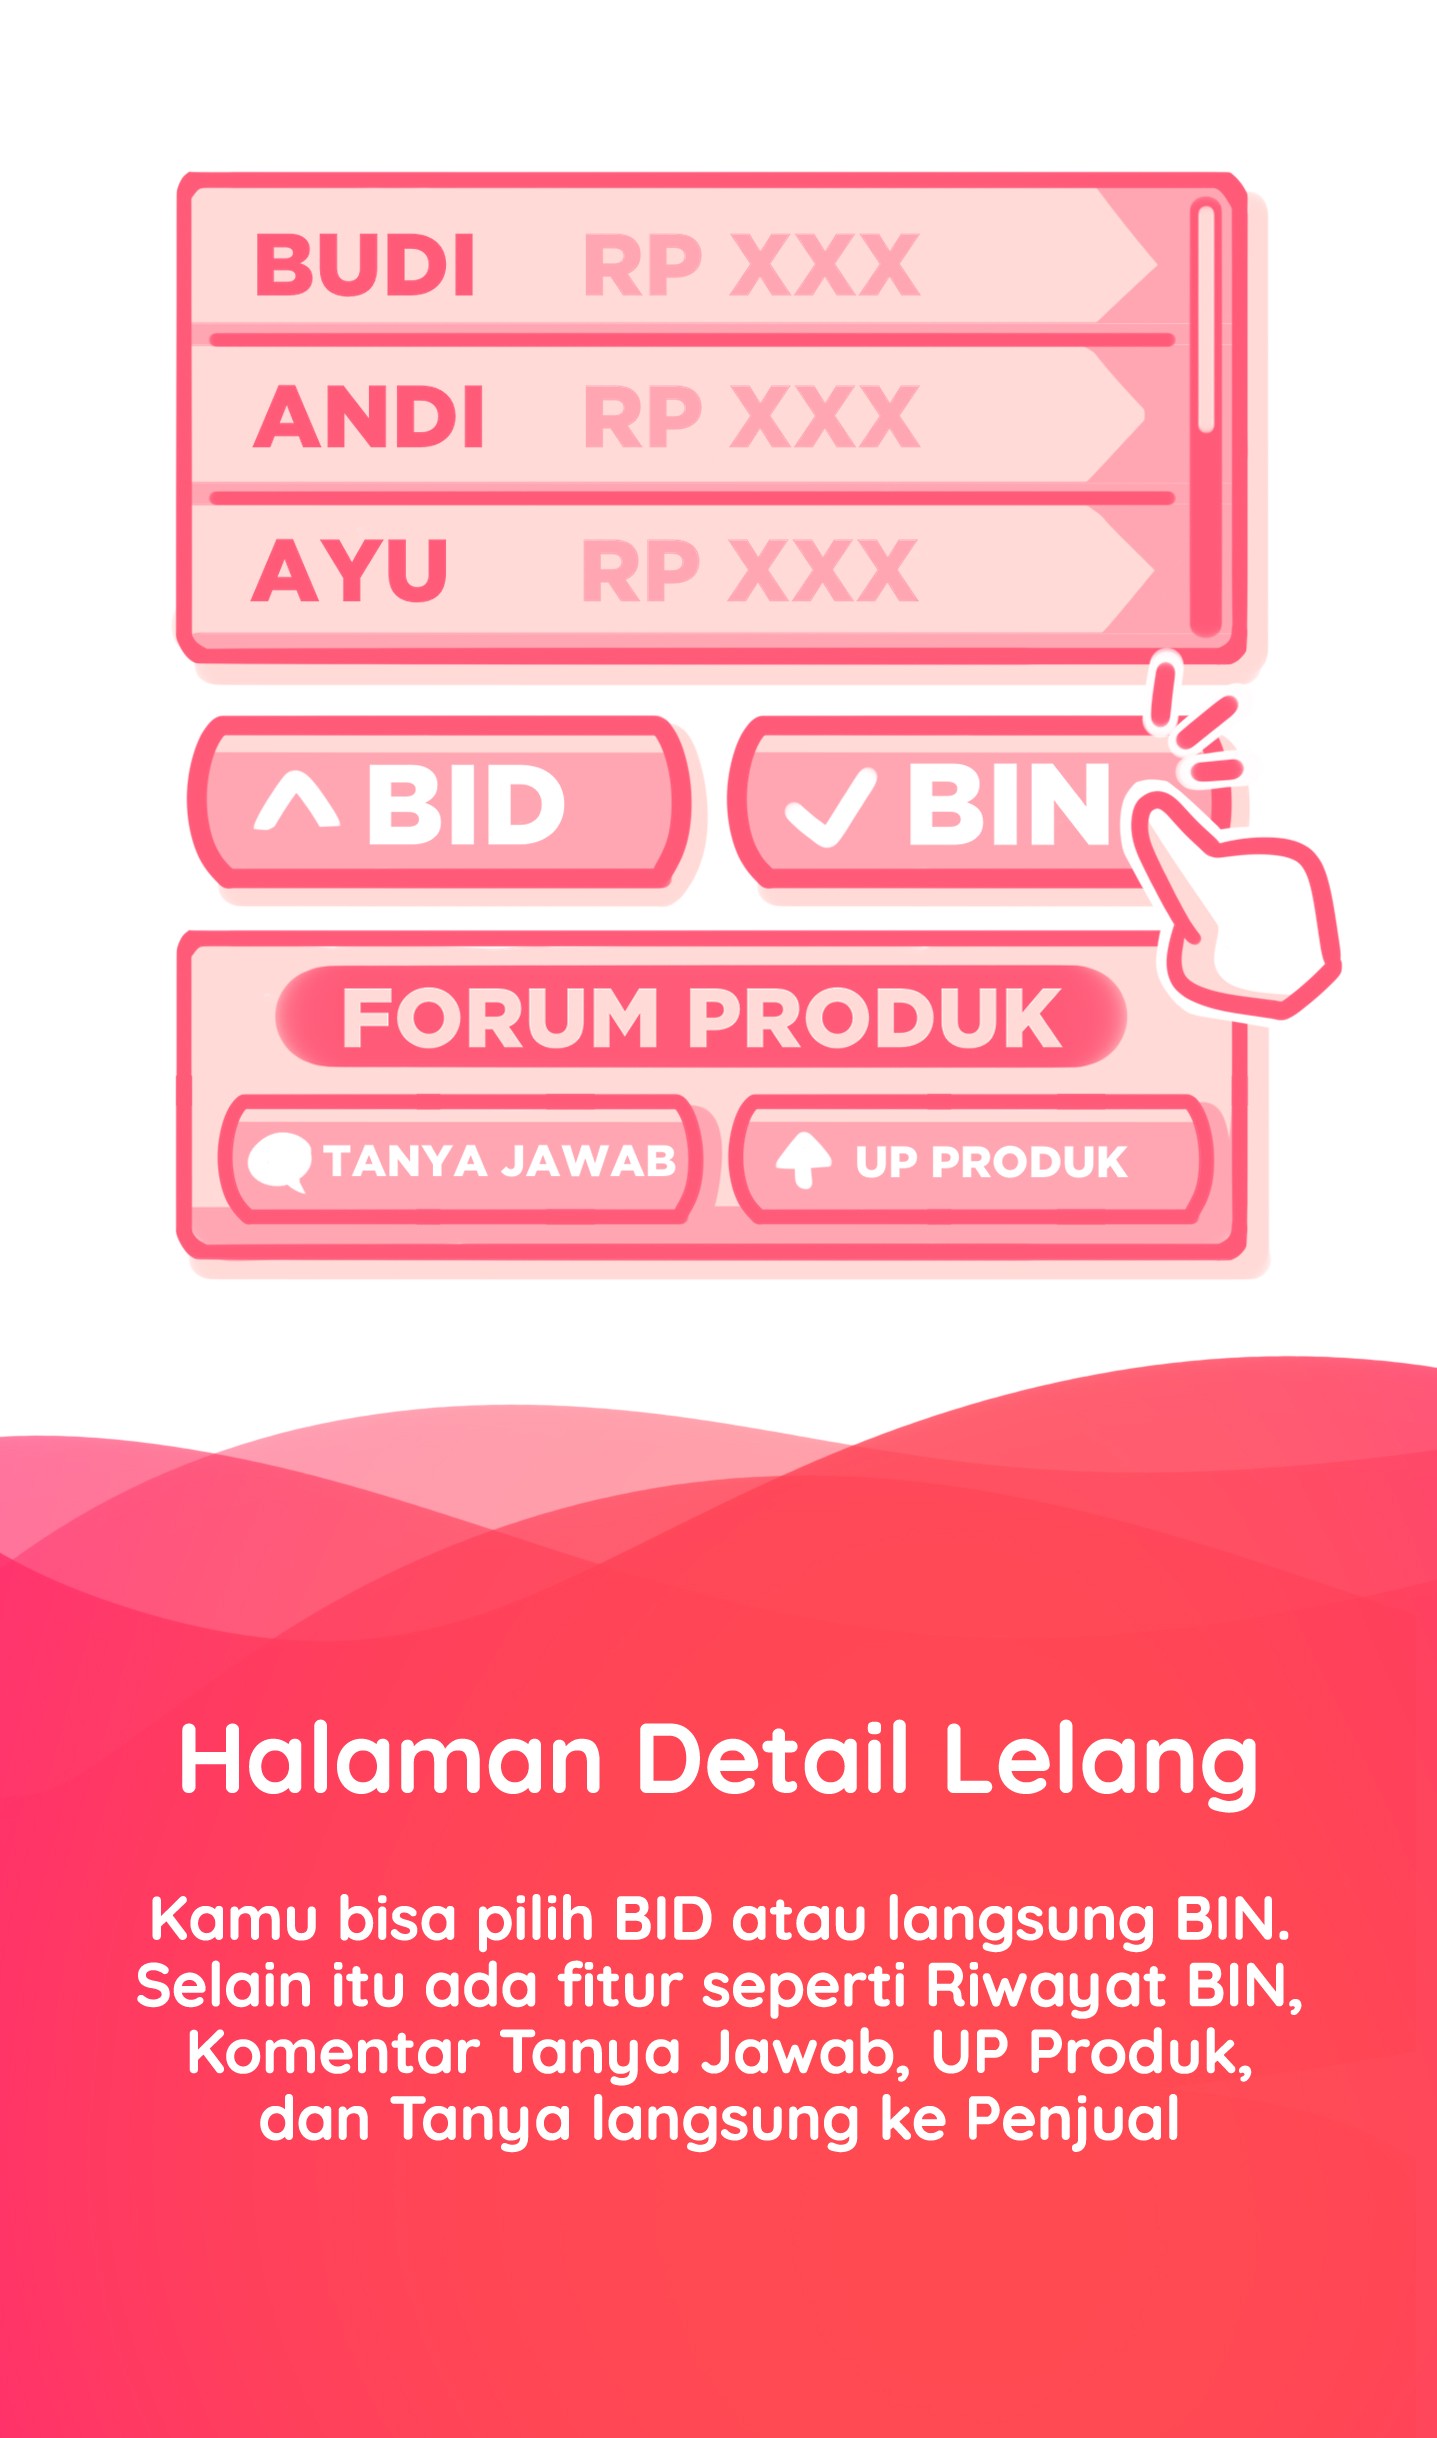 BUDI RP XXX
ANDI RP XXX
AYU RP XXX
BID BIN
FORUM PRODUK
TANYA JAWAB UP PRODUK
Halaman Detail Lelang
Kamu bisa pilih BID atau langsung BIN.
Selain itu ada fitur seperti Riwayat BIN,
Komentar Tanya Jawab, UP Produk,
dan Tanya langsung ke Penjual